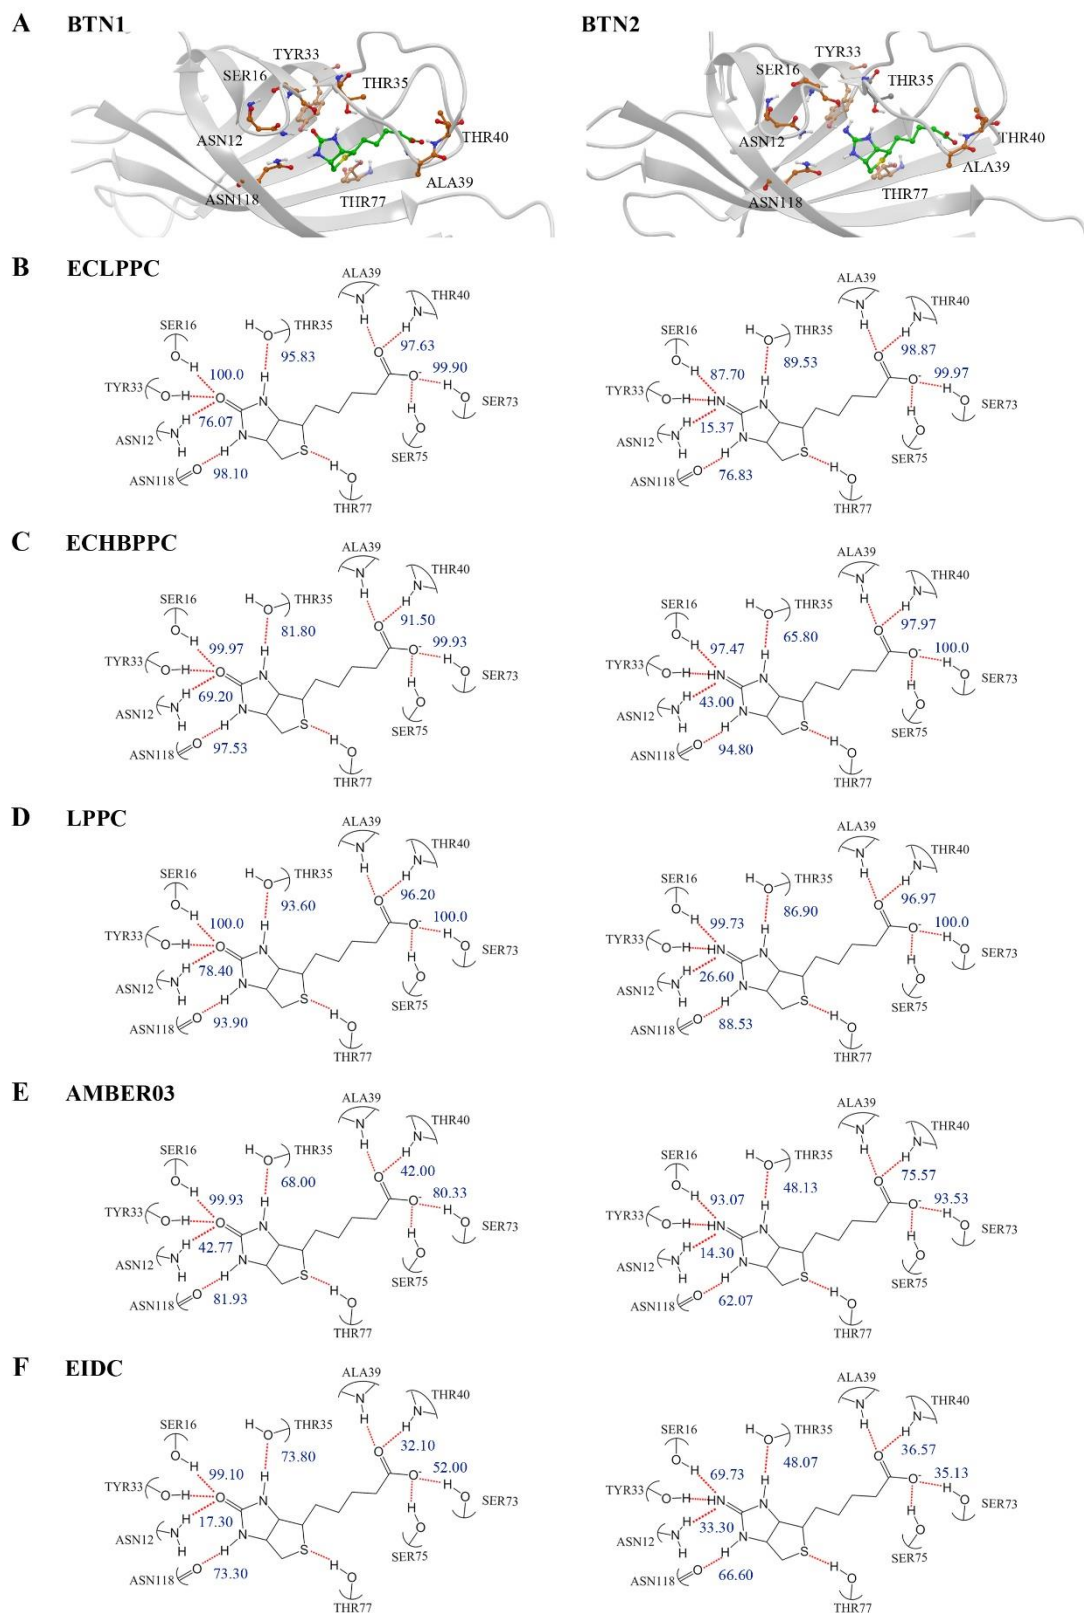 A BTN1 BTN2
TYR33
SER16
THR35
ASN12
THR40
ASN118
ALA39
THR77
TYR33
SER16
THR35
ASN12
THR40
ALA39
ASN118
THR77
B ECLPPC
ALA39
THR40
SER16
H O THR35
N H
H N
O H
97.63
95.83
O
99.90
100.0
H
TYR33 O-H O N O- H O SER73
76.07
ASN12 N H H
H
N H S O SER75
ASN118 O 98.10
H O
THR77
ALA39
THR40
SER16
H O THR35
N H
H N
O H
98.87
89.53
O
99.97
87.70
H
TYR33 O-H HN N O- H O SER73
15.37
ASN12 N H H
H
N H S O SER75
ASN118 O 76.83
H O
THR77
C ECHBPPC
ALA39
THR40
SER16
H O THR35
N H
H N
O H
91.50
81.80
O
99.93
99.97
H
TYR33 O-H O N O- H O SER73
69.20
ASN12 N H H
H
N H S O SER75
ASN118 O 97.53
H O
THR77
ALA39
THR40
SER16
H O THR35
N H
H N
O H
97.97
65.80
O
100.0
97.47
H
TYR33 O-H HN N O- H O SER73
43.00
ASN12 N H H
H
N H S O SER75
ASN118 O 94.80
H O
THR77
D LPPC
ALA39
THR40
SER16
H O THR35
N H
H N
O H
96.20
93.60
O
100.0
100.0
H
TYR33 O-H O N O- H O SER73
78.40
ASN12 N H H
H
N H S O SER75
ASN118 O 93.90
H O
THR77
ALA39
THR40
SER16
H O THR35
N H
H N
O H
96.97
86.90
O
100.0
99.73
H
TYR33 O-H HN N O- H O SER73
26.60
ASN12 N H H
H
N H S O SER75
ASN118 O 88.53
H O
THR77
E AMBER03
ALA39
THR40
SER16
H O THR35
N H
H N
O H
42.00
68.00
O
80.33
99.93
H
TYR33 O-H O N O- H O SER73
42.77
ASN12 N H H
H
N H S O SER75
ASN118 O 81.93
H O
THR77
ALA39
THR40
SER16
H O THR35
N H
H N
O H
75.57
48.13
O
93.53
93.07
H
TYR33 O-H HN N O- H O SER73
14.30
ASN12 N H H
H
N H S O SER75
ASN118 O 62.07
H O
THR77
F EIDC
ALA39
THR40
SER16
H O THR35
N H
H N
O H
32.10
73.80
O
52.00
99.10
H
TYR33 O-H O N O- H O SER73
17.30
ASN12 N H H
H
N H S O SER75
ASN118 O 73.30
H O
THR77
ALA39
THR40
SER16
H O THR35
N H
H N
O H
36.57
48.07
O
35.13
69.73
H
TYR33 O-H HN N O- H O SER73
33.30
ASN12 N H H
H
N H S O SER75
ASN118 O 66.60
H O
THR77